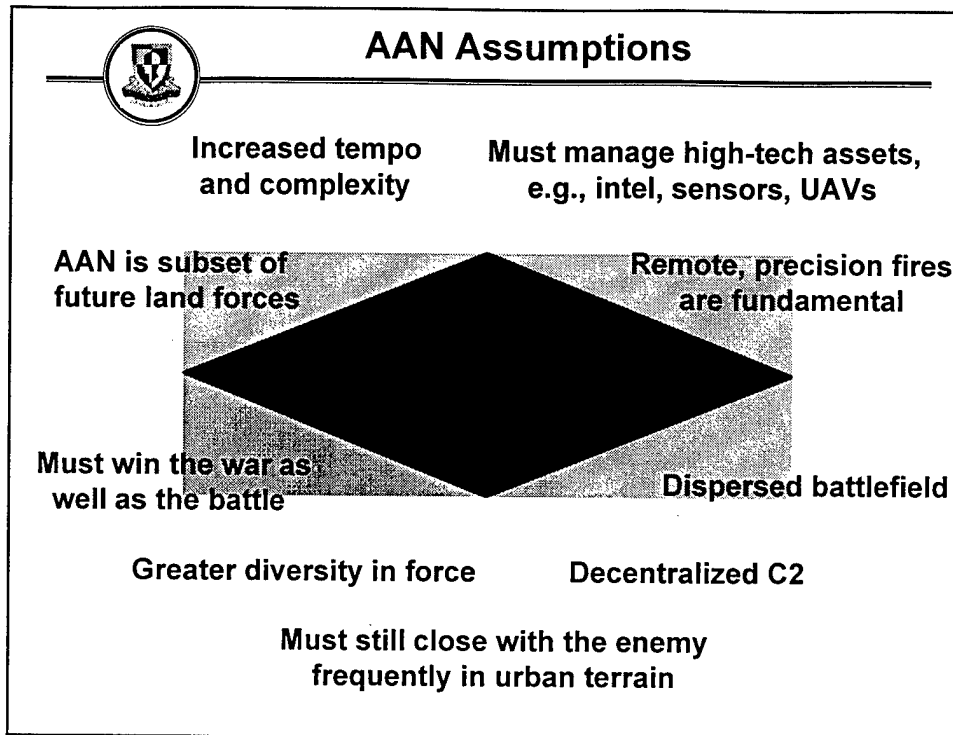 AAN Assumptions
Increased tempo
and complexity
Must manage high-tech assets,
e.g., intel, sensors, UAVs
AAN is subset of
future land forces
Remote, precision fires
are fundamental
Must win the war as
well as the battle
Dispersed battlefield
Greater diversity in force
Decentralized C2
Must still close with the enemy
frequently in urban terrain